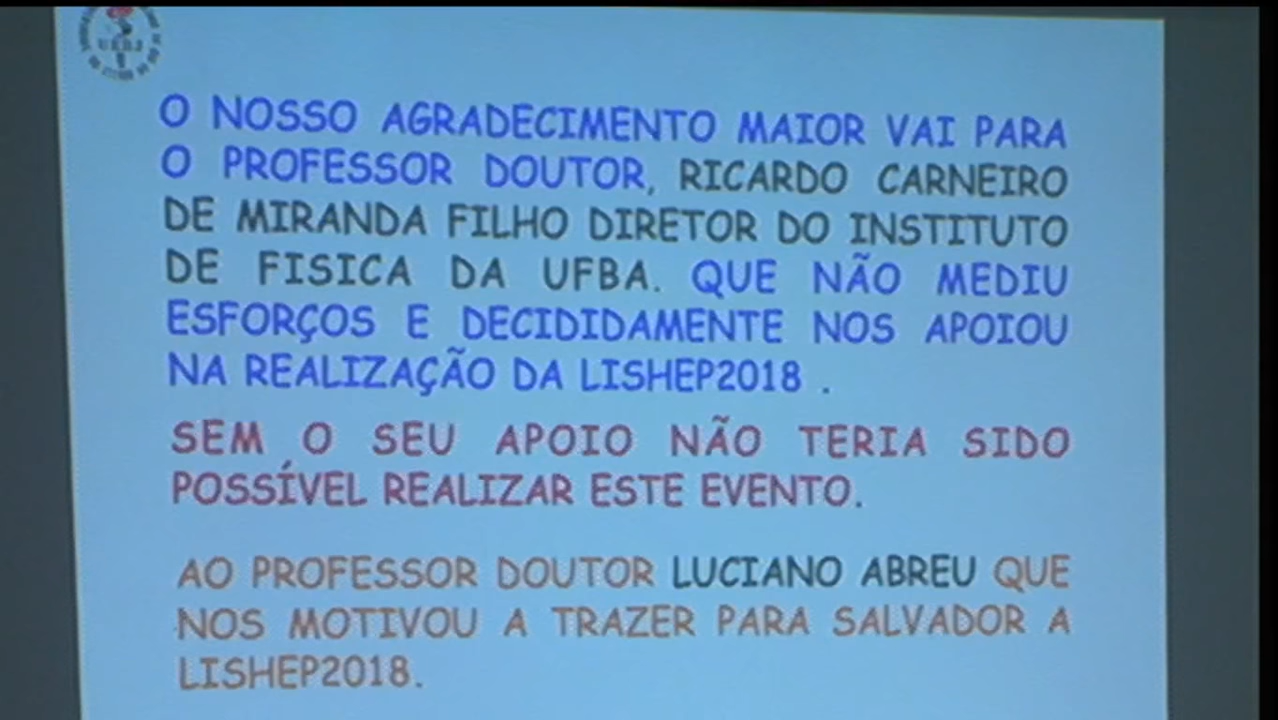 UERJ
O NOSSO AGRADECIMENTO MAIOR VAI PARA
O PROFESSOR DOUTOR, RICARDO CARNEIRO
DE MIRANDA FILHO DIRETOR DO INSTITUTO
DE FISICA DA UFBA. QUE NÃO MEDIU
ESFORÇOS E DECIDIDAMENTE NOS APOIOU
NA REALIZAÇÃO DA LISHEP2018 .
SEM O SEU APOIO NÃO TERIA SIDO
POSSÍVEL REALIZAR ESTE EVENTO.
AO PROFESSOR DOUTOR LUCIANO ABREU QUE
NOS MOTIVOU A TRAZER PARA SALVADOR A
LISHEP2018.